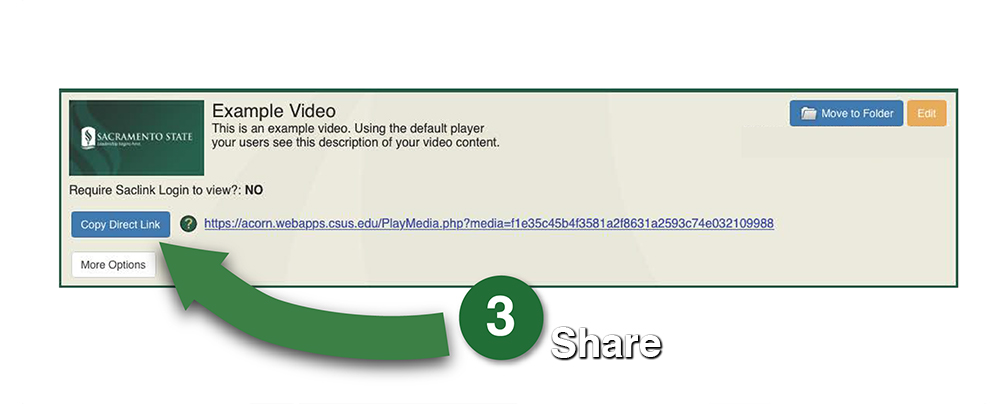 Example Video
This is an example video. Using the default player
your users see this description of your video content.
Move to Folder
Edit
SACRAMENTO STATE
Leadership begins here.
Require Saclink Login to view?: NO
Copy Direct Link
?
https://acorn.webapps.csus.edu/PlayMedia.php?media=f1e35c45b4f3581a2f8631a2593c74e032109988
More Options
3
Share